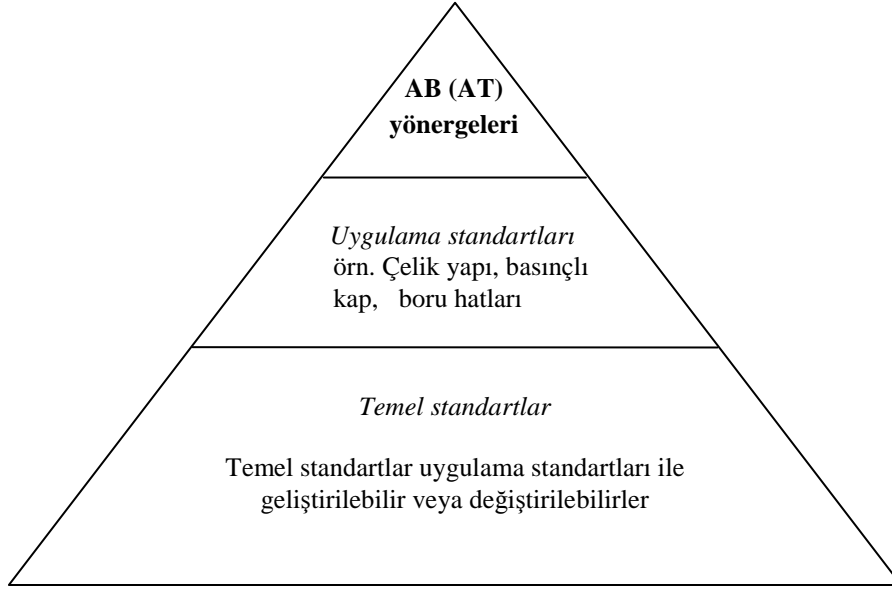 AB (AT)
yönergeleri
Uygulama standartları
örn. Çelik yapı, basınçlı
kap, boru hatları
Temel standartlar
Temel standartlar uygulama standartları ile
geliştirilebilir veya değiştirilebilirler